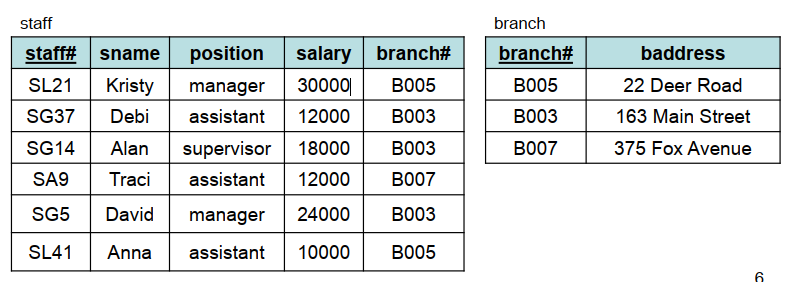 staff
staff# sname position salary branch#
SL21 Kristy manager 30000 B005
SG37 Debi assistant 12000 B003
SG14 Alan supervisor 18000 B003
SA9 Traci assistant 12000 B007
SG5 David manager 24000 B003
SL41 Anna assistant 10000 B005
branch
branch# baddress
B005 22 Deer Road
B003 163 Main Street
B007 375 Fox Avenue
6